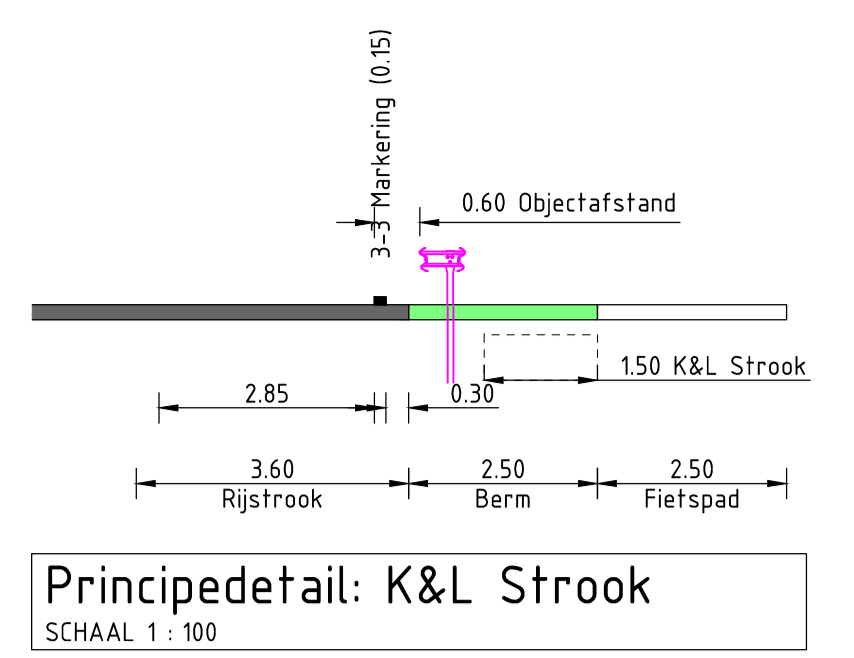 3-3 Markering (0.15)
0.60 Objectafstand
1.50 K&L Strook
2.85
0.30
3.60
2.50
2.50
Rijstrook
Berm
Fietspad
Principedetail: K&L Strook
SCHAAL 1 : 100